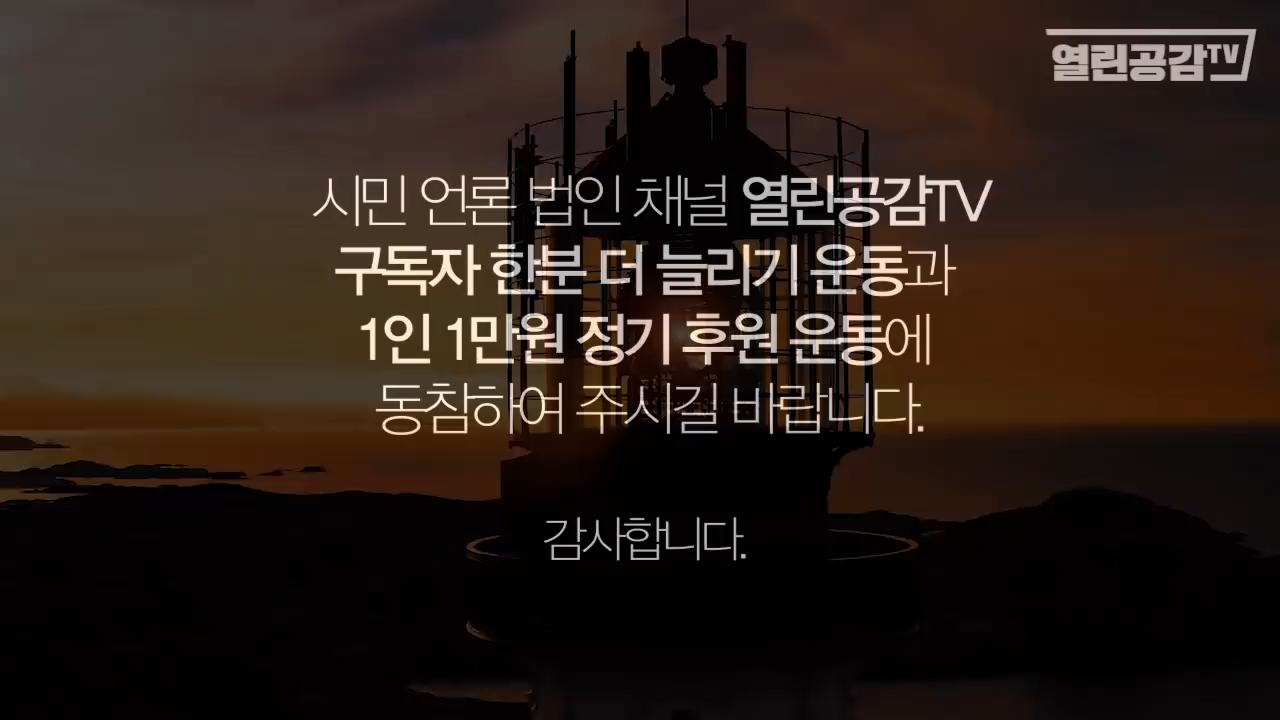 열린공감TV
시민 언론 법인 채널 열린공감TV
구독자 한분 더 늘리기 운동과
1인 1만원 정기 후원 운동에
동참하여 주시길 바랍니다.
감사합니다.